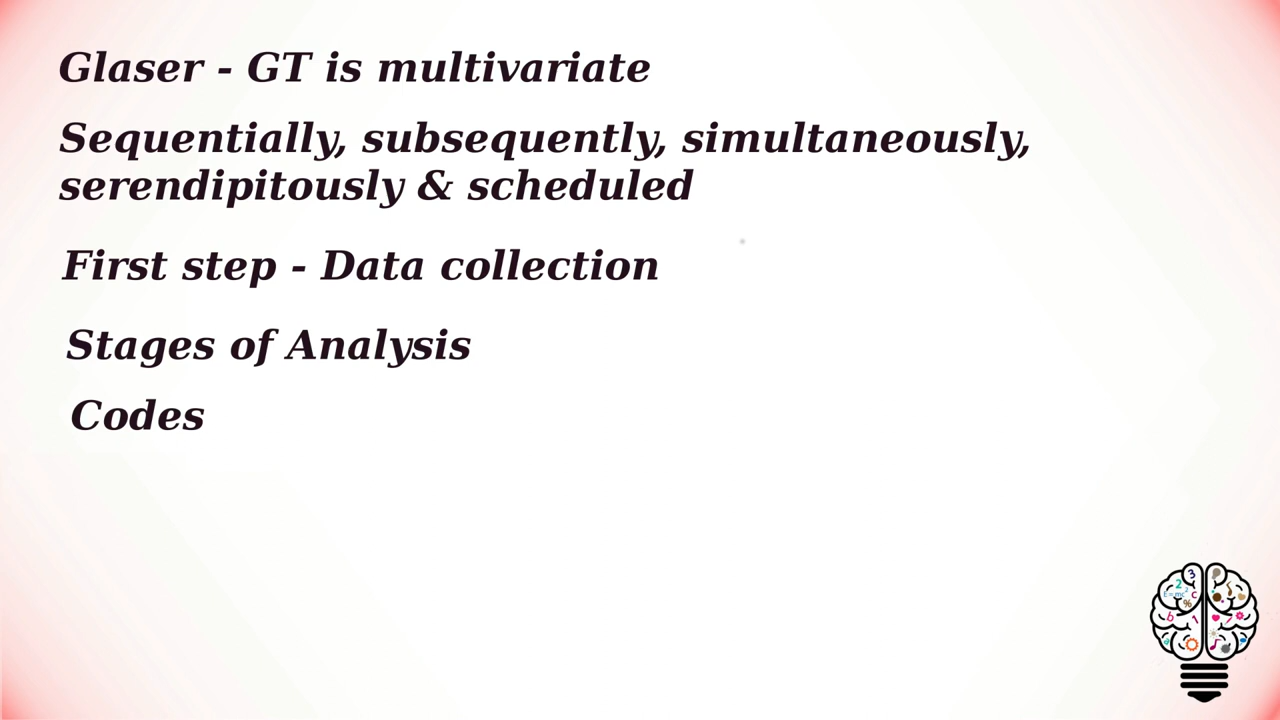 Glaser - GT is multivariate
Sequentially, subsequently, simultaneously,
serendipitously & scheduled
First step - Data collection
Stages of Analysis
Codes